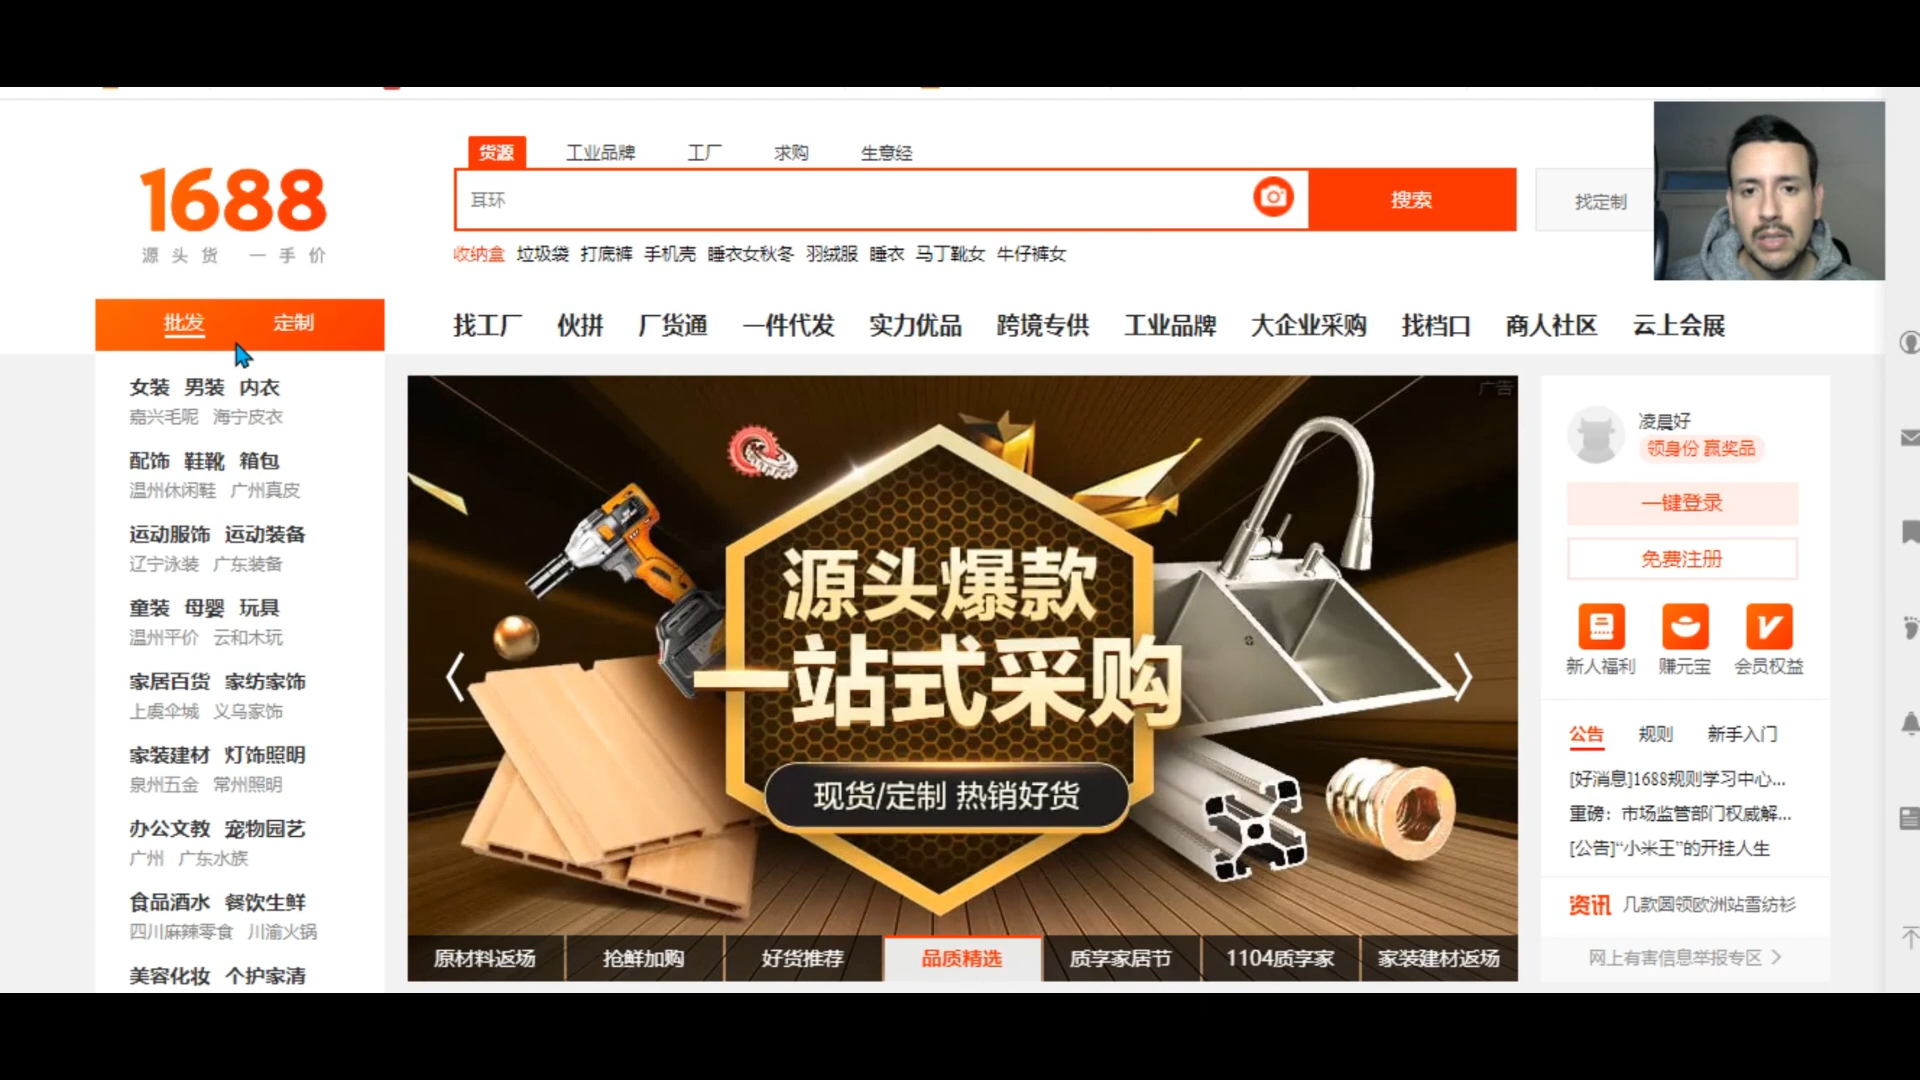 货源 工业品牌 工厂 求购 生意经
1688
源头货 一手价
耳环
搜索
找定制
收纳盒 垃圾袋 打底裤 手机壳 睡衣女秋冬 羽绒服 睡衣 马丁靴女 牛仔裤女
批发 定制
找工厂 伙拼 厂货通 一件代发 实力优品 跨境专供 工业品牌 大企业采购 找档口 商人社区 云上会展
女装 男装 内衣
嘉兴毛呢 海宁皮衣
配饰 鞋靴 箱包
温州休闲鞋 广州真皮
运动服饰 运动装备
辽宁泳装 广东装备
童装 母婴 玩具
温州平价 云和木玩
家居百货 家纺家饰
上虞伞城 义乌家饰
家装建材 灯饰照明
泉州五金 常州照明
办公文教 宠物园艺
广州 广东水族
食品酒水 餐饮生鲜
四川麻辣零食 川渝火锅
美容化妆 个护家清
广告
源头爆款
一站式采购
现货/定制 热销好货
原材料返场 抢鲜加购 好货推荐 品质精选 质享家居节 1104质享家 家装建材返场
凌晨好
领身份 赢奖品
一键登录
免费注册
新人福利 赚元宝 会员权益
公告 规则 新手入门
[好消息]1688规则学习中心...
重磅：市场监管部门权威解...
[公告]“小米王”的开挂人生
资讯 几款圆领欧洲站雪纺衫
网上有害信息举报专区 >